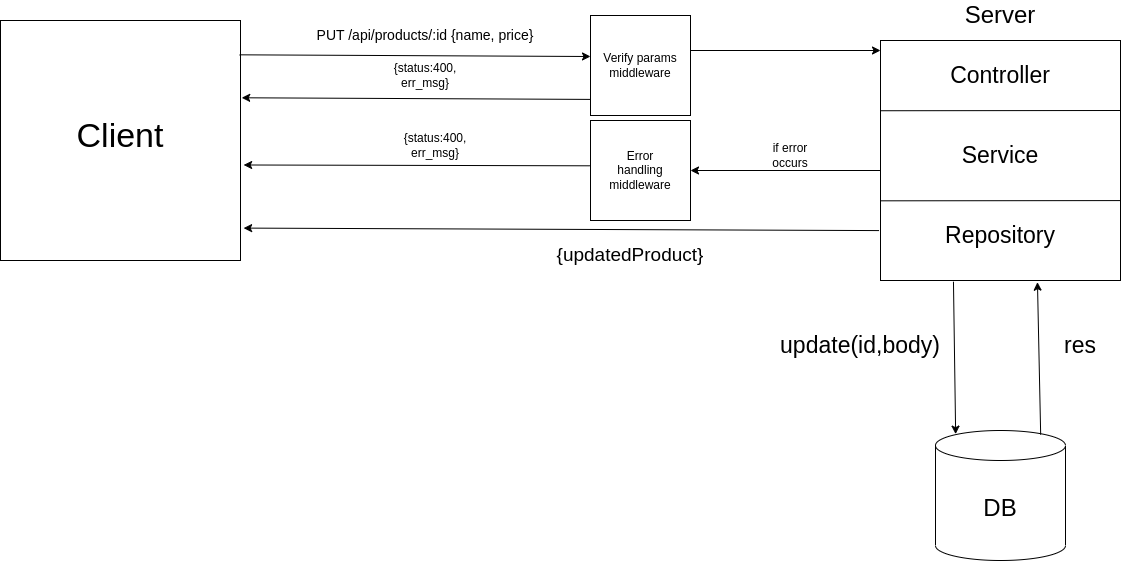 Server
PUT /api/products/:id {name, price}
Verify params
middleware
{status:400,
err_msg}
Controller
Client
{status:400,
err_msg}
Error
handling
middleware
if error
occurs
Service
Repository
{updatedProduct}
update(id,body)
res
DB